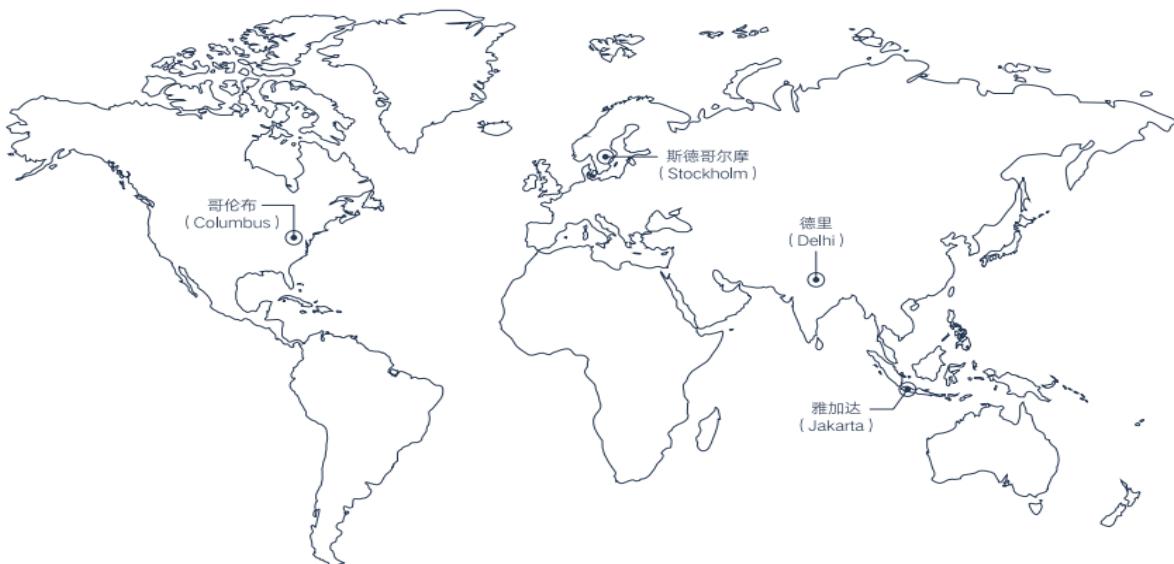 斯德哥尔摩
（Stockholm）
哥伦布
（Columbus）
德里
（Delhi）
雅加达
（Jakarta）